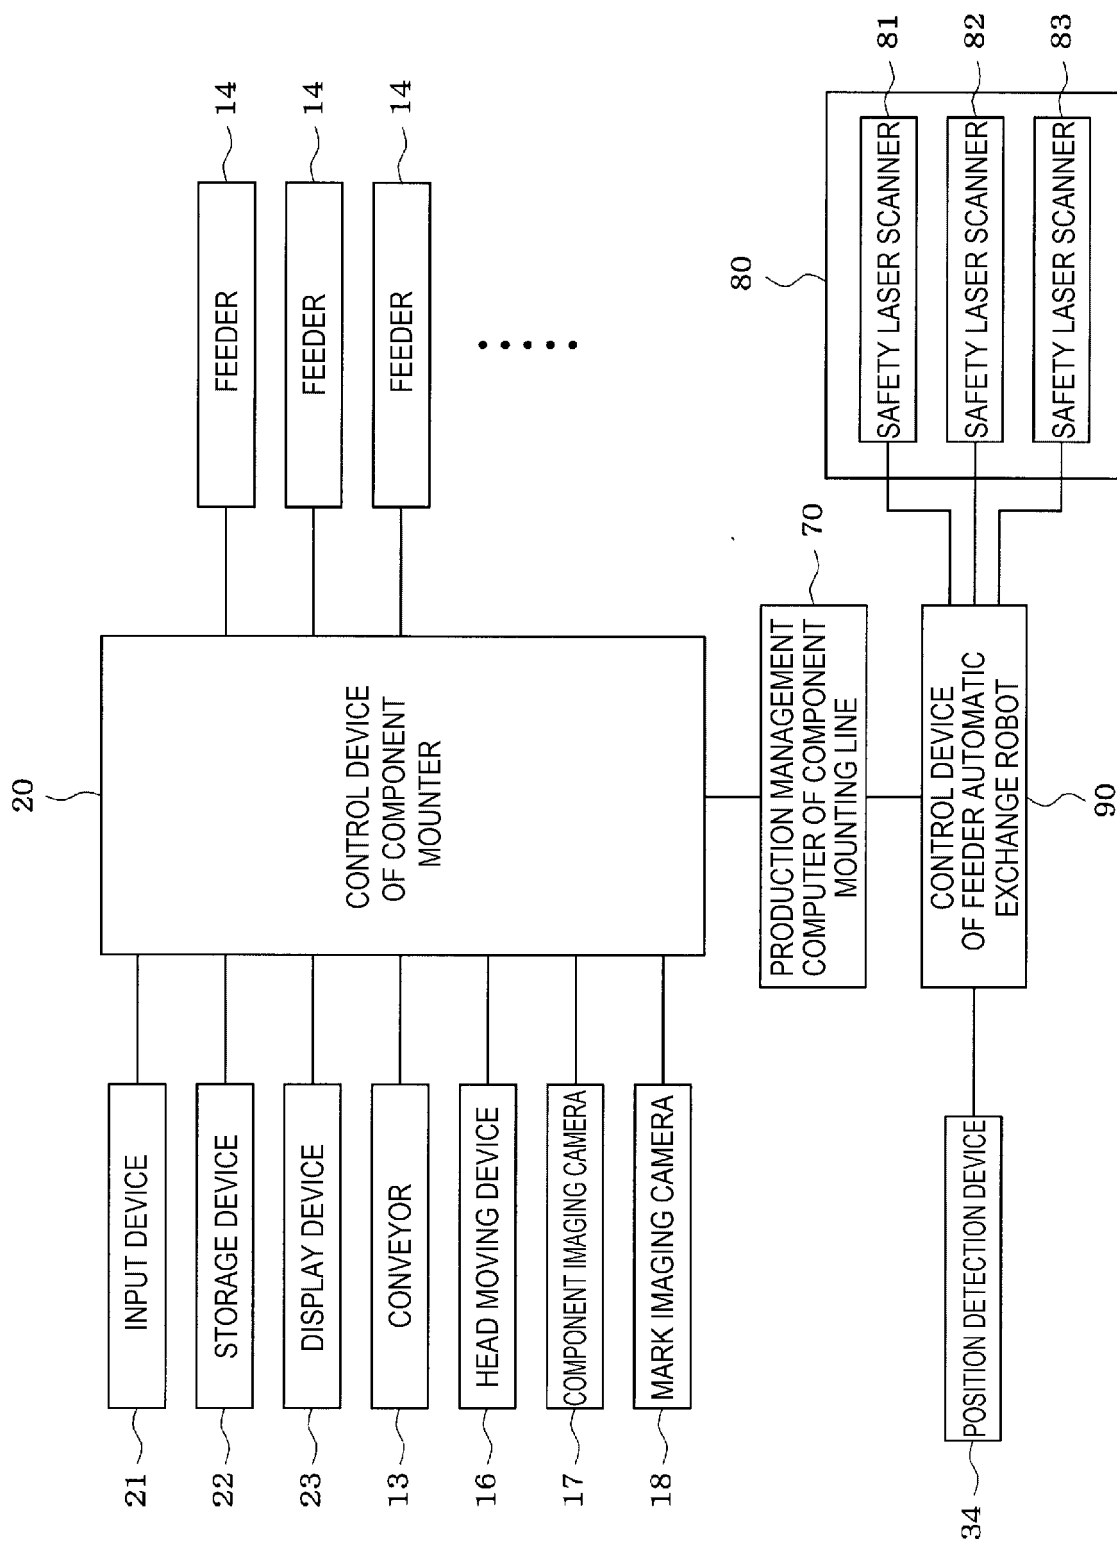 20
CONTROL DEVICE
OF COMPONENT
MOUNTER
21
INPUT DEVICE
22
STORAGE DEVICE
23
DISPLAY DEVICE
13
CONVEYOR
16
HEAD MOVING DEVICE
17
COMPONENT IMAGING CAMERA
18
MARK IMAGING CAMERA
FEEDER
14
FEEDER
14
FEEDER
14
70
PRODUCTION MANAGEMENT
COMPUTER OF COMPONENT
MOUNTING LINE
34
POSITION DETECTION DEVICE
CONTROL DEVICE
OF FEEDER AUTOMATIC
EXCHANGE ROBOT
90
80
SAFETY LASER SCANNER
81
SAFETY LASER SCANNER
82
SAFETY LASER SCANNER
83